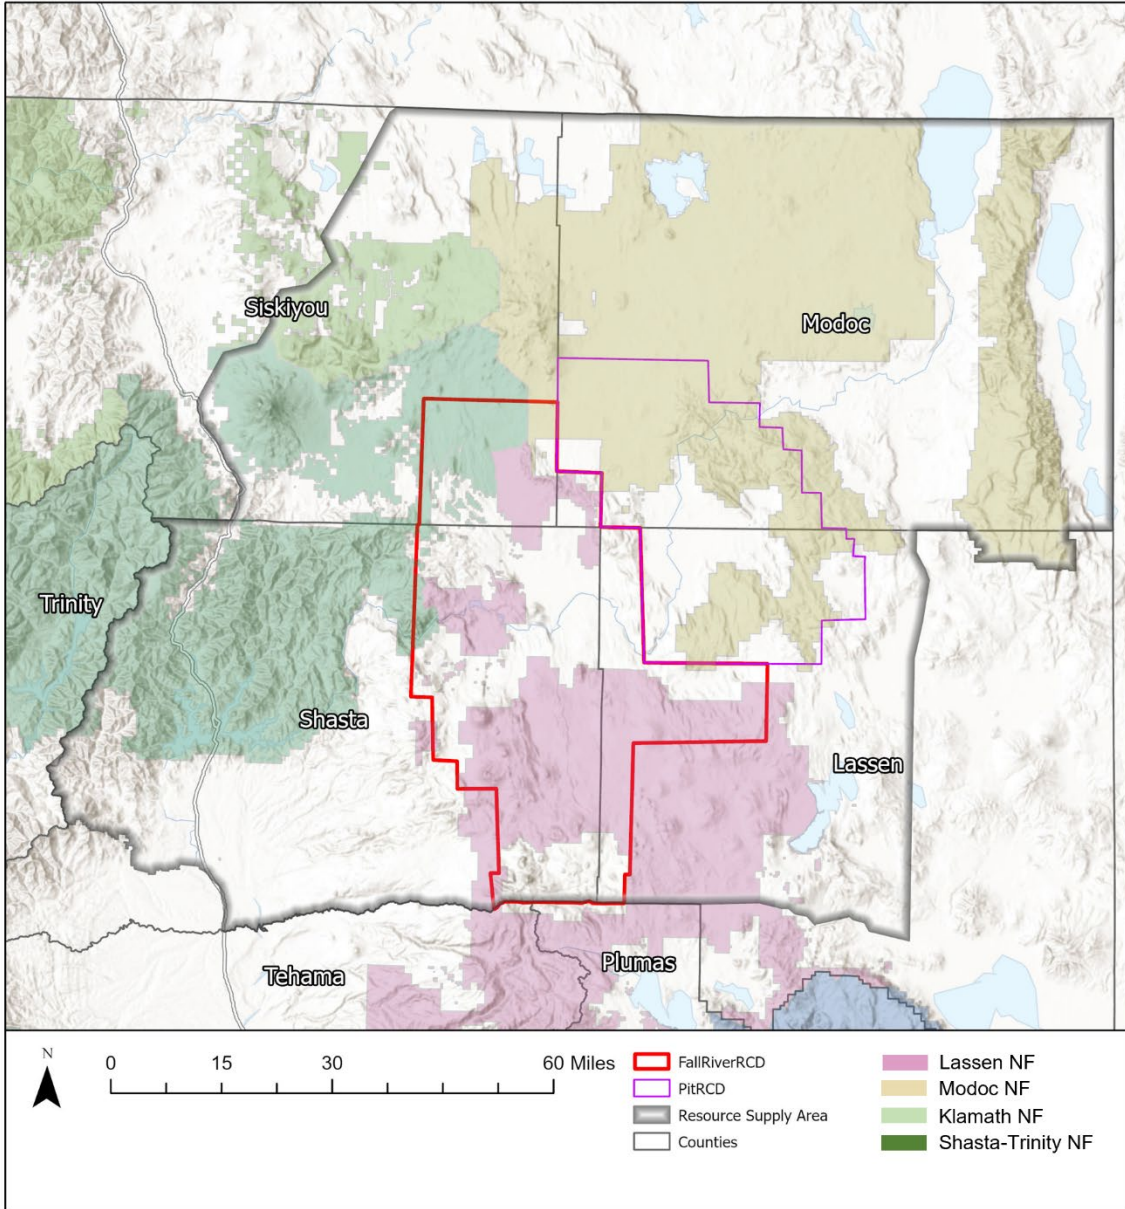 Siskiyou
Modoc
Trinity
Shasta
Lassen
Plumas
Tehama
N
0 15 30 60 Miles
FallRiverRCD
PitRCD
Resource Supply Area
Counties
Lassen NF
Modoc NF
Klamath NF
Shasta-Trinity NF